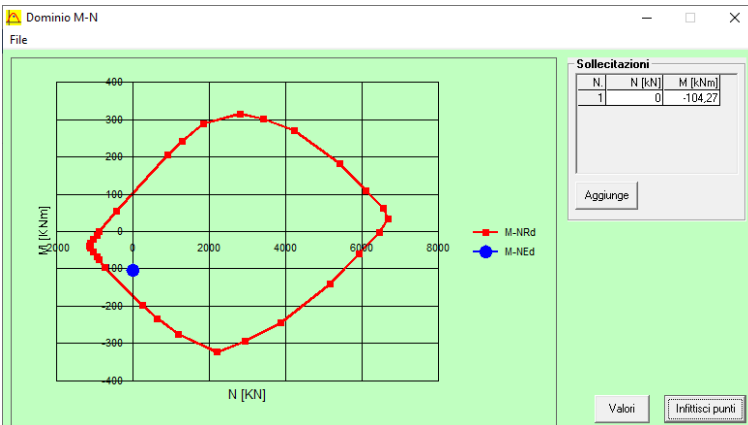 Dominio M-N
File
Sollecitazioni
N. N [kN] M [kNm]
1 0 -104,27
Aggiunge
400
300
200
100
0
-100
-200
-300
-400
M [KNm]
-2000 0 2000 4000 6000 8000
N [KN]
M-NRd
M-NEd
Valori
Infittisci punti